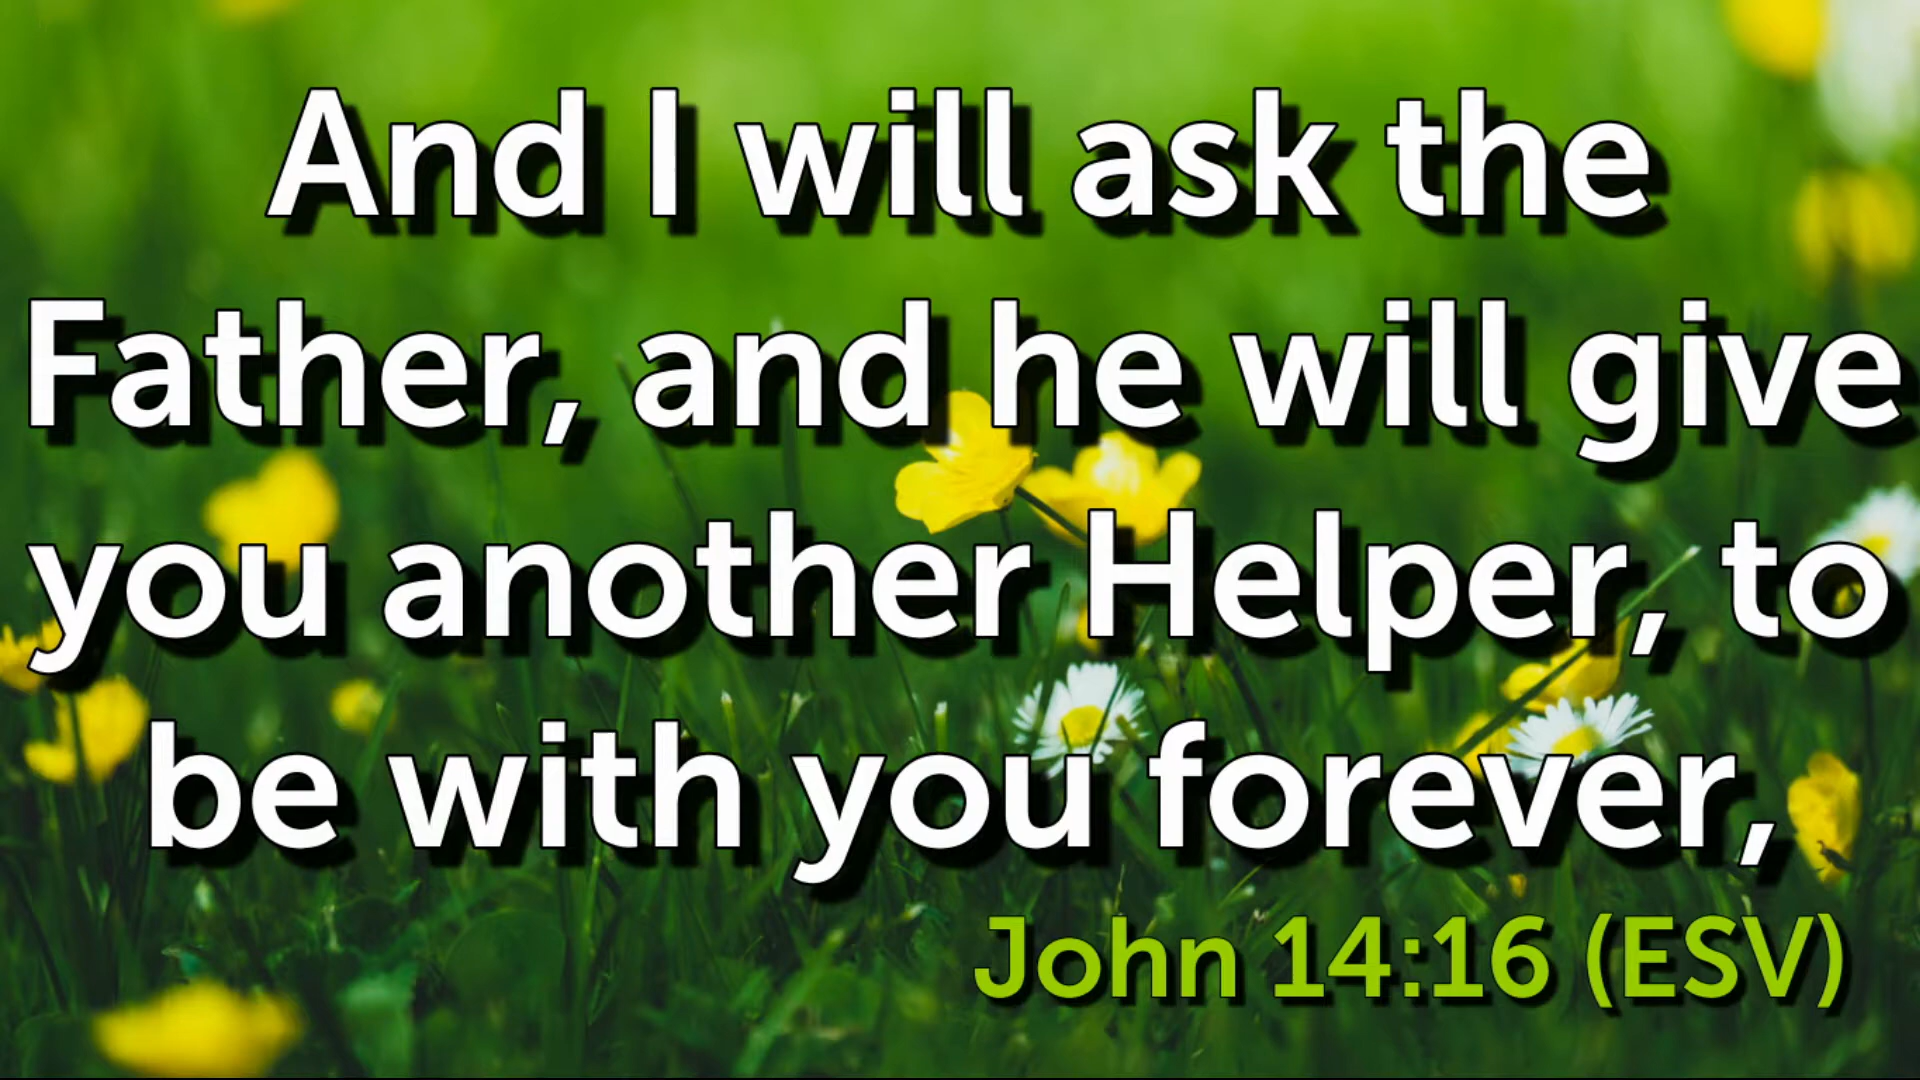 And I will ask the
Father, and he will give
you another Helper, to
be with you forever,
John 14:16 (ESV)